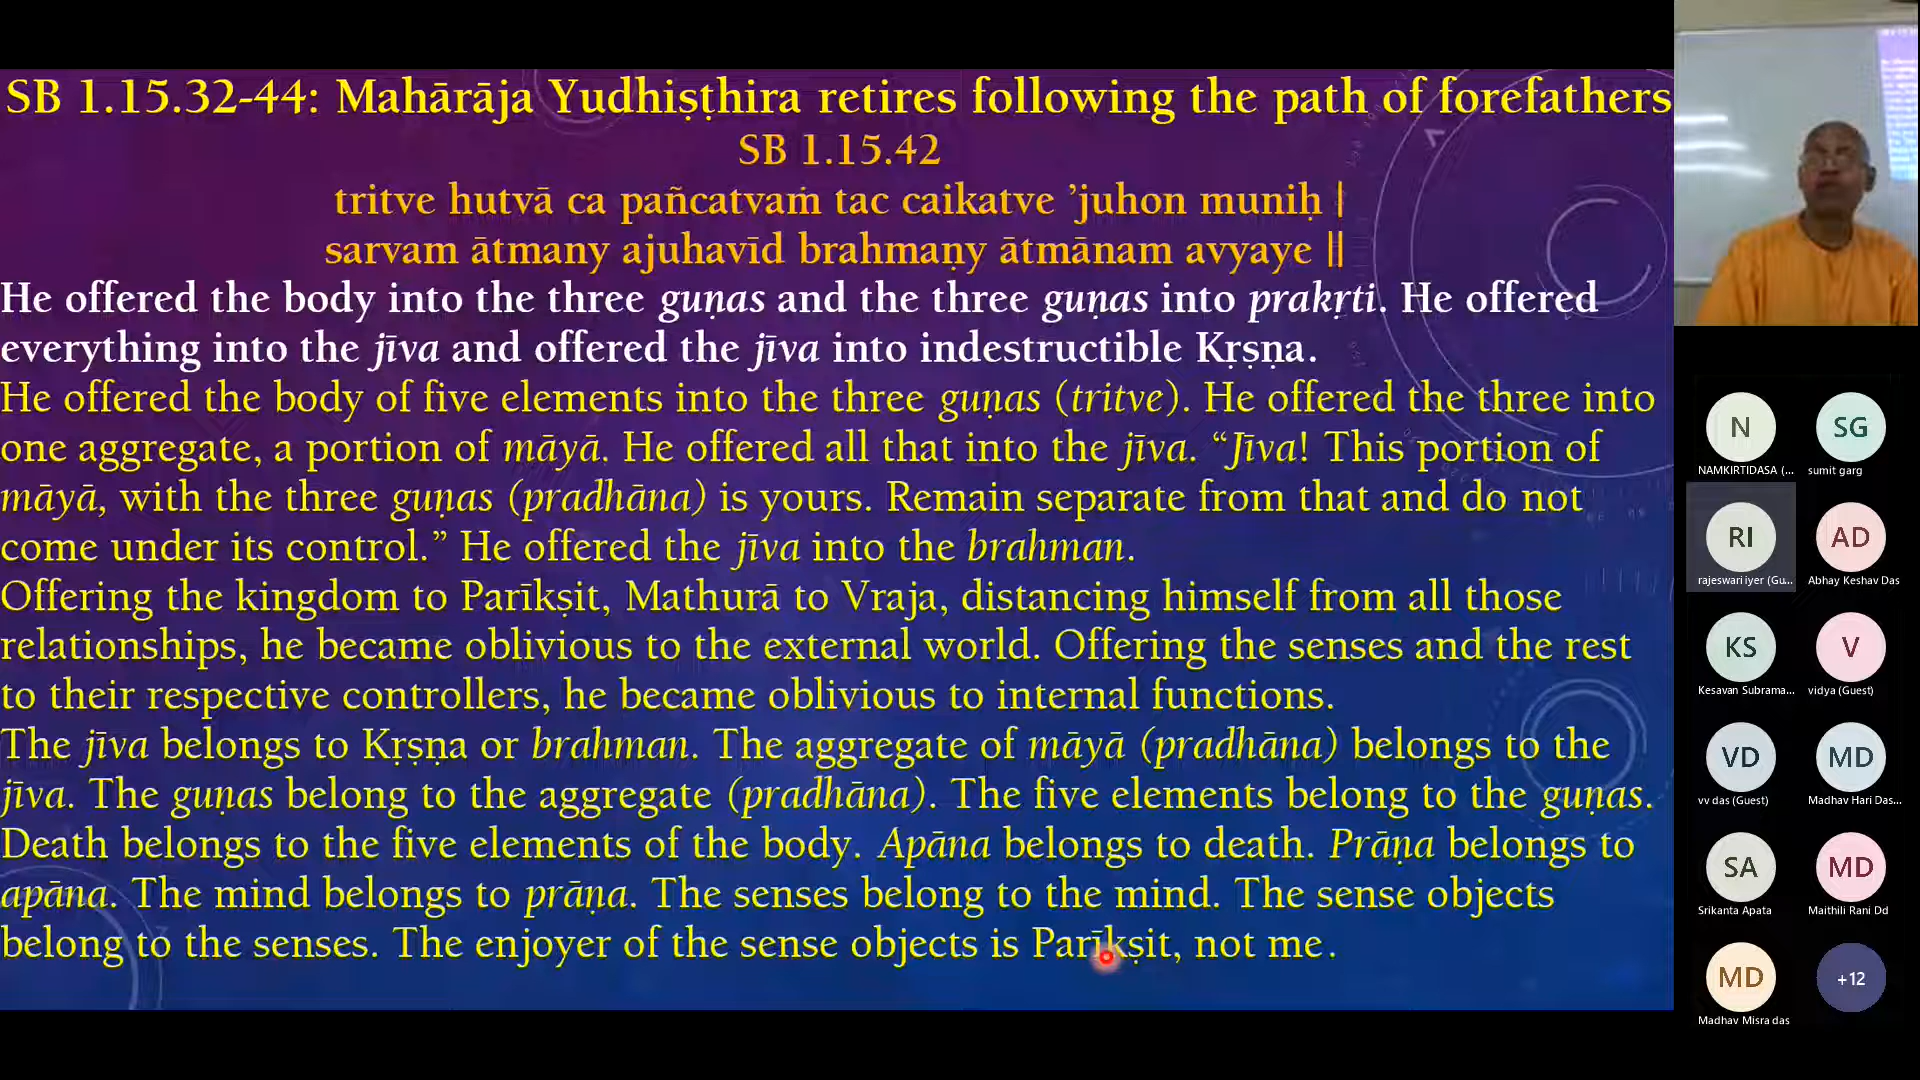 SB 1.15.32-44: Mahārāja Yudhiṣṭhira retires following the path of forefathers
SB 1.15.42
tritve hutvā ca pañcatvaṁ tac caikatve ’juhon muniḥ |
sarvam ātmany ajuhavīd brahmaṇy ātmānam avyaye ||
He offered the body into the three guṇas and the three guṇas into prakṛti. He offered
everything into the jīva and offered the jīva into indestructible Kṛṣṇa.
He offered the body of five elements into the three guṇas (tritve). He offered the three into
one aggregate, a portion of māyā. He offered all that into the jīva. “Jīva! This portion of
māyā, with the three guṇas (pradhāna) is yours. Remain separate from that and do not
come under its control.” He offered the jīva into the brahman.
Offering the kingdom to Parīkṣit, Mathurā to Vraja, distancing himself from all those
relationships, he became oblivious to the external world. Offering the senses and the rest
to their respective controllers, he became oblivious to internal functions.
The jīva belongs to Kṛṣṇa or brahman. The aggregate of māyā (pradhāna) belongs to the
jīva. The guṇas belong to the aggregate (pradhāna). The five elements belong to the guṇas.
Death belongs to the five elements of the body. Apāna belongs to death. Prāṇa belongs to
apāna. The mind belongs to prāṇa. The senses belong to the mind. The sense objects
belong to the senses. The enjoyer of the sense objects is Parīkṣit, not me.
N
SG
NAMKIRTIDASA (...
sumit garg
RI
AD
rajeswari iyer (Gu...
Abhay Keshav Das
KS
V
Kesavan Subrama...
vidya (Guest)
VD
MD
vv das (Guest)
Madhav Hari Das...
SA
MD
Srikanta Apata
Maithili Rani Dd
MD
+12
Madhav Misra das